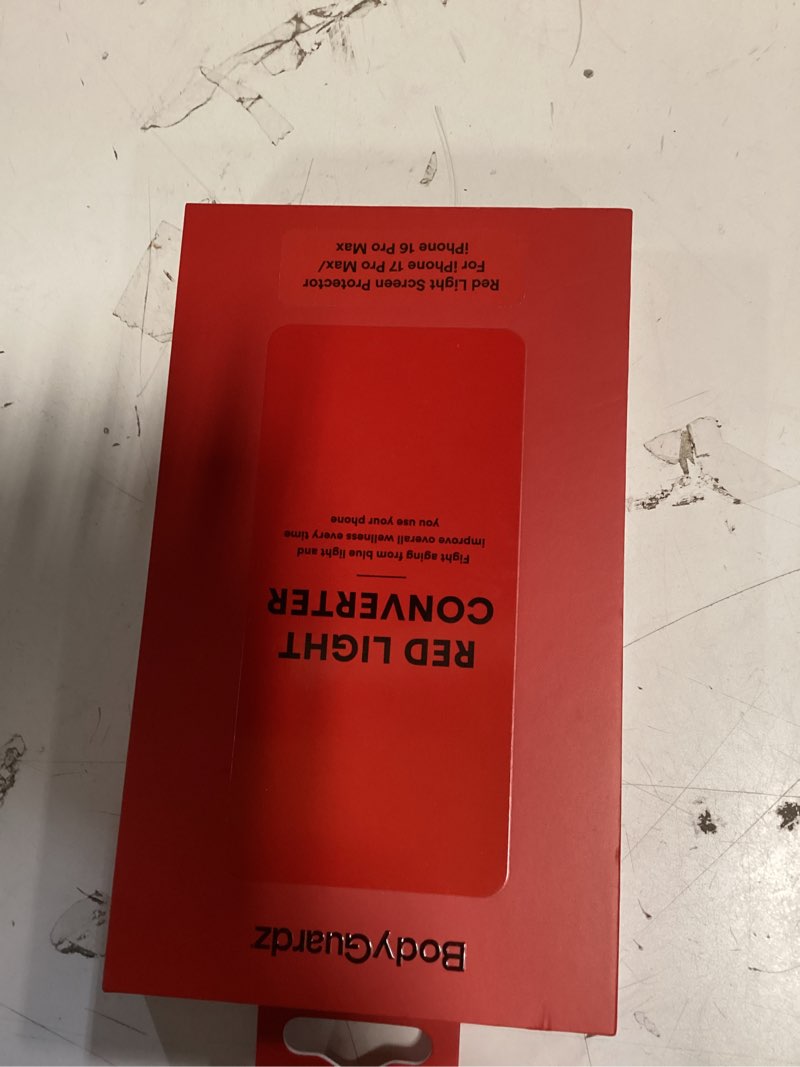 BodyGuardz
RED LIGHT
CONVERTER
Fight aging from blue light and
improve overall wellness every time
you use your phone
Red Light Screen Protector
For iPhone 17 Pro Max/
iPhone 16 Pro Max